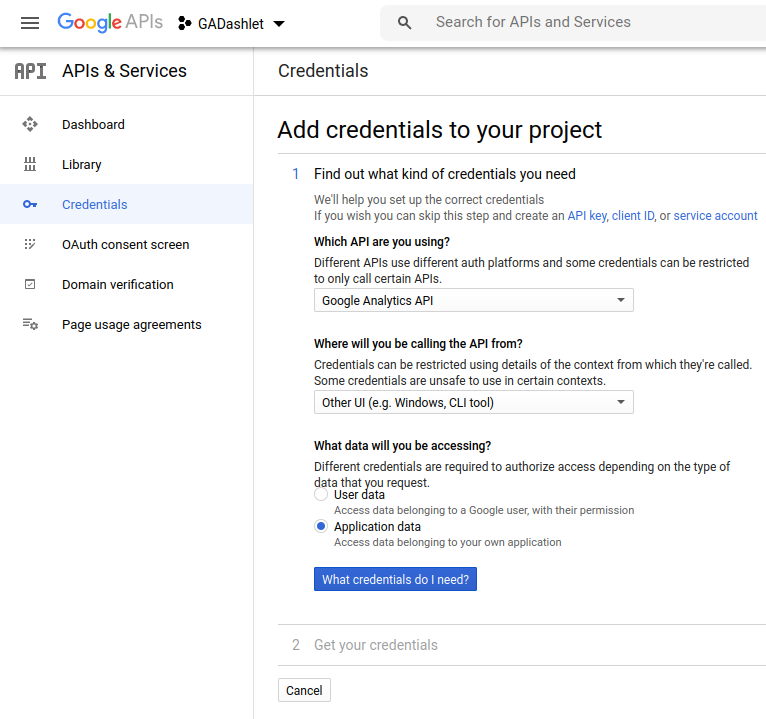 Google APIs
GADashlet
Search for APIs and Services
API APIs & Services
Credentials
Dashboard
Library
Credentials
OAuth consent screen
Domain verification
Page usage agreements
Add credentials to your project
1 Find out what kind of credentials you need
We'll help you set up the correct credentials
If you wish you can skip this step and create an API key, client ID, or service account
Which API are you using?
Different APIs use different auth platforms and some credentials can be restricted
to only call certain APIs.
Google Analytics API
Where will you be calling the API from?
Credentials can be restricted using details of the context from which they're called.
Some credentials are unsafe to use in certain contexts.
Other UI (e.g. Windows, CLI tool)
What data will you be accessing?
Different credentials are required to authorize access depending on the type of
data that you request.
User data
Access data belonging to a Google user, with their permission
Application data
Access data belonging to your own application
What credentials do I need?
2 Get your credentials
Cancel